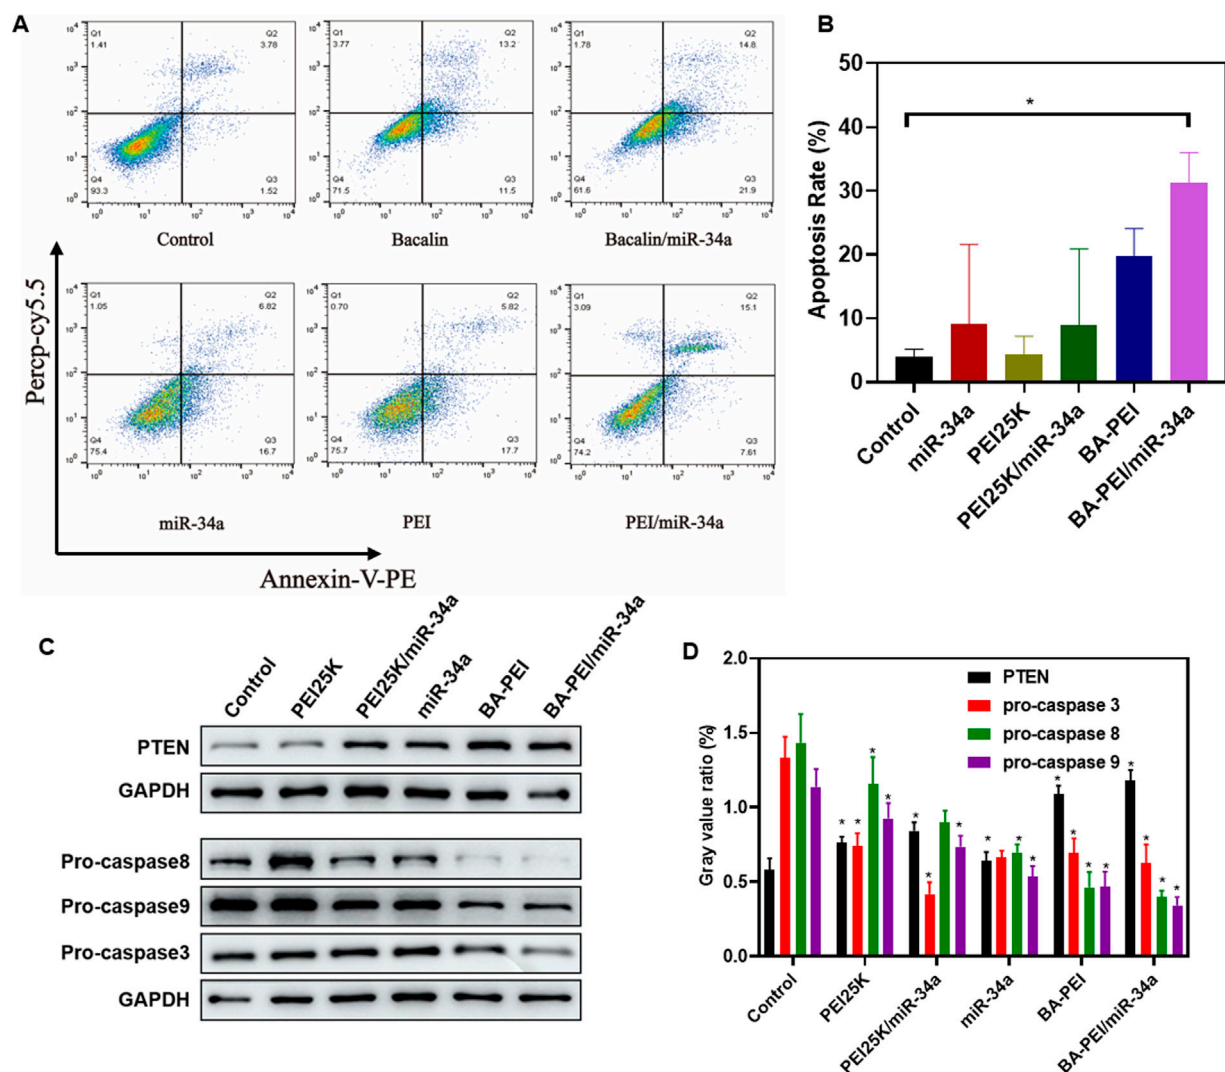 A
Q1
1.41
Q2
3.78
Q4
93.3
Q3
1.52
Control
Q1
3.77
Q2
13.2
Q4
71.5
Q3
11.5
Bacalin
Q1
1.78
Q2
14.8
Q4
61.6
Q3
21.9
Bacalin/miR-34a
Q1
1.05
Q2
6.82
Q4
75.4
Q3
16.7
miR-34a
Q1
0.70
Q2
5.82
Q4
75.7
Q3
17.7
PEI
Q1
3.09
Q2
15.1
Q4
74.2
Q3
7.61
PEI/miR-34a
Percp-cy5.5
Annexin-V-PE
B
Apoptosis Rate (%)
50
40
30
20
10
0
*
Control
miR-34a
PEI25K
PEI25K/miR-34a
BA-PEI
BA-PEI/miR-34a
C
Control
PEI25K
PEI25K/miR-34a
miR-34a
BA-PEI
BA-PEI/miR-34a
PTEN
GAPDH
Pro-caspase8
Pro-caspase9
Pro-caspase3
GAPDH
D
Gray value ratio (%)
2.0
1.5
1.0
0.5
0.0
PTEN
pro-caspase 3
pro-caspase 8
pro-caspase 9
Control
PEI25K
PEI25K/miR-34a
miR-34a
BA-PEI
BA-PEI/miR-34a